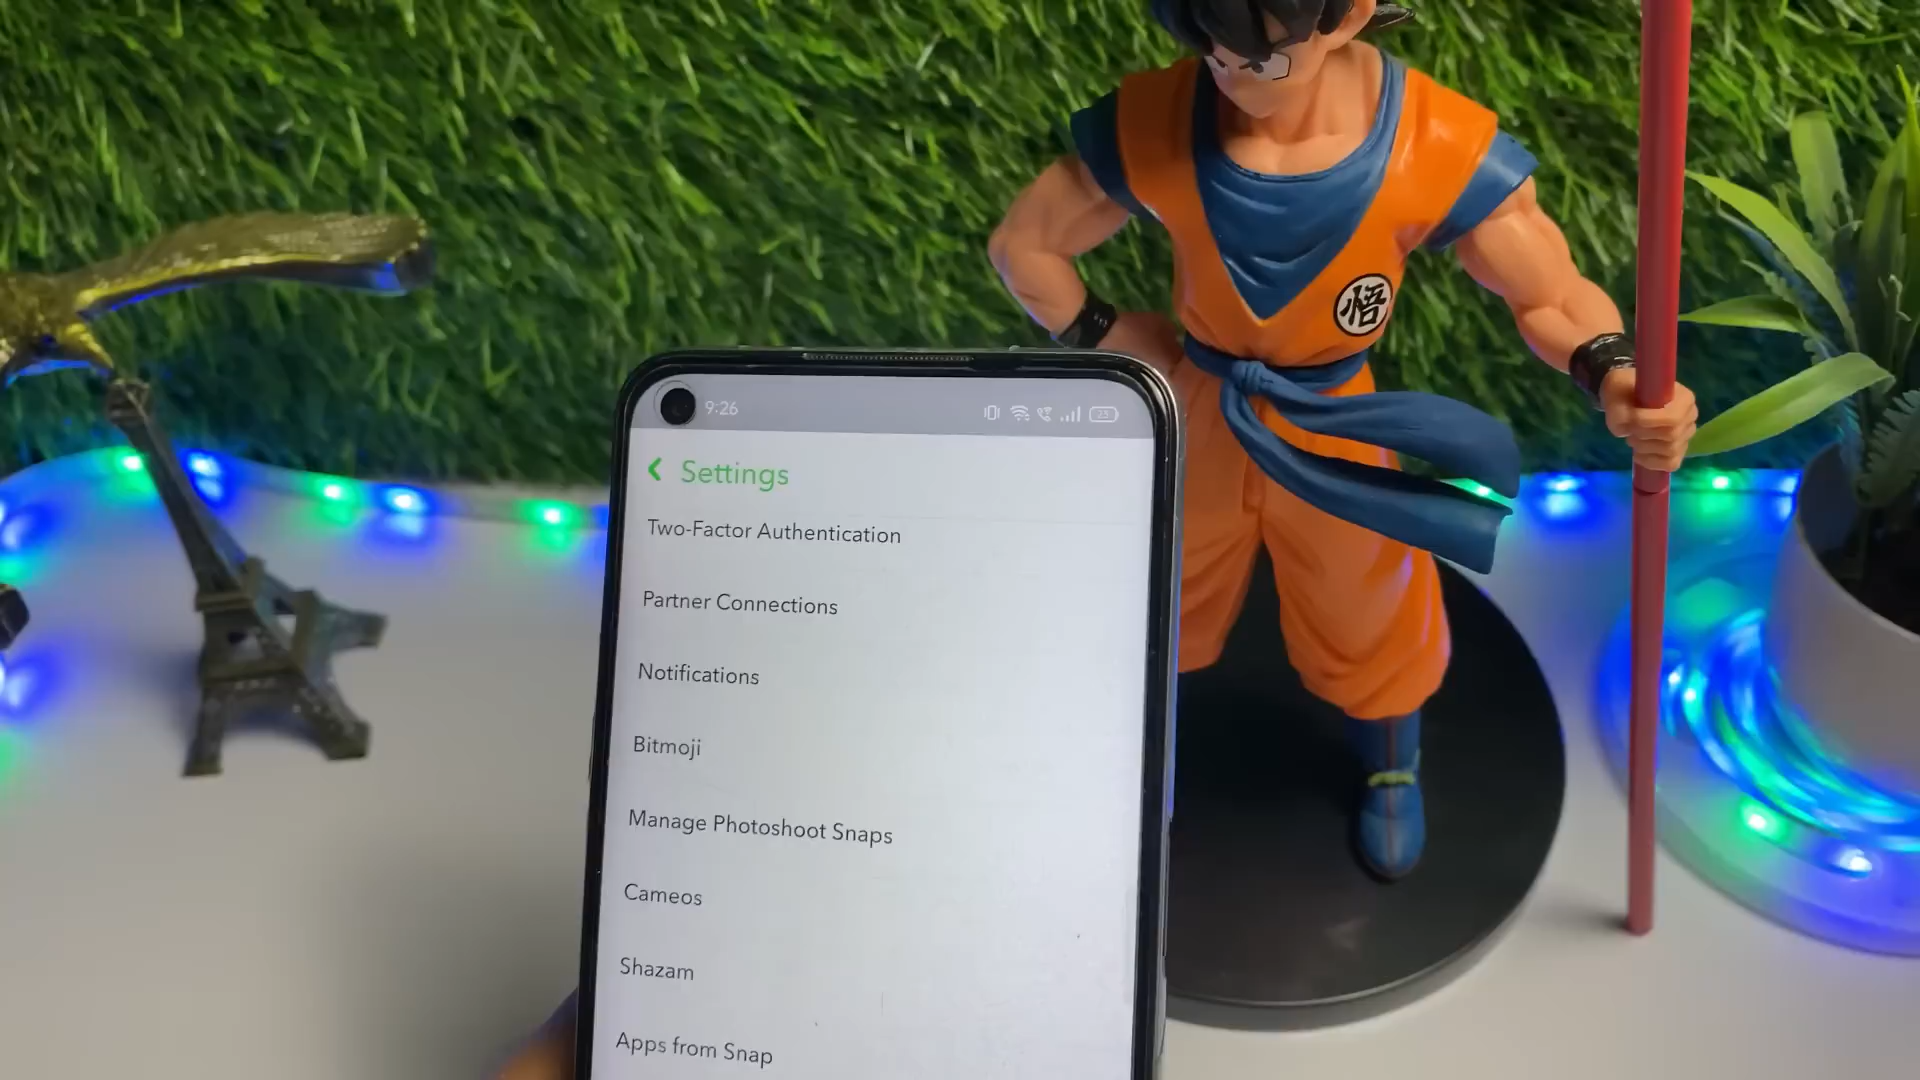 悟
9:26
23
Settings
Two-Factor Authentication
Partner Connections
Notifications
Bitmoji
Manage Photoshoot Snaps
Cameos
Shazam
Apps from Snap